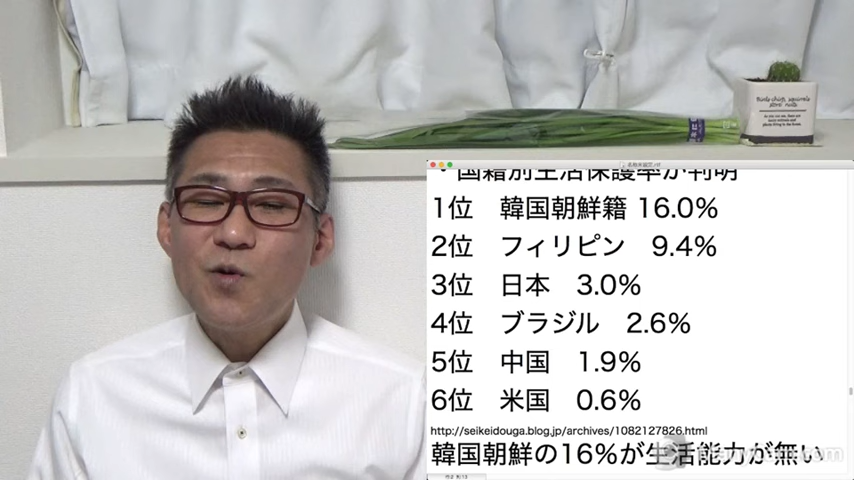 ・国籍別生活保護率が判明
1位 韓国朝鮮籍 16.0%
2位 フィリピン 9.4%
3位 日本 3.0%
4位 ブラジル 2.6%
5位 中国 1.9%
6位 米国 0.6%
http://seikeidouga.blog.jp/archives/1082127826.html
韓国朝鮮の16%が生活能力が無い